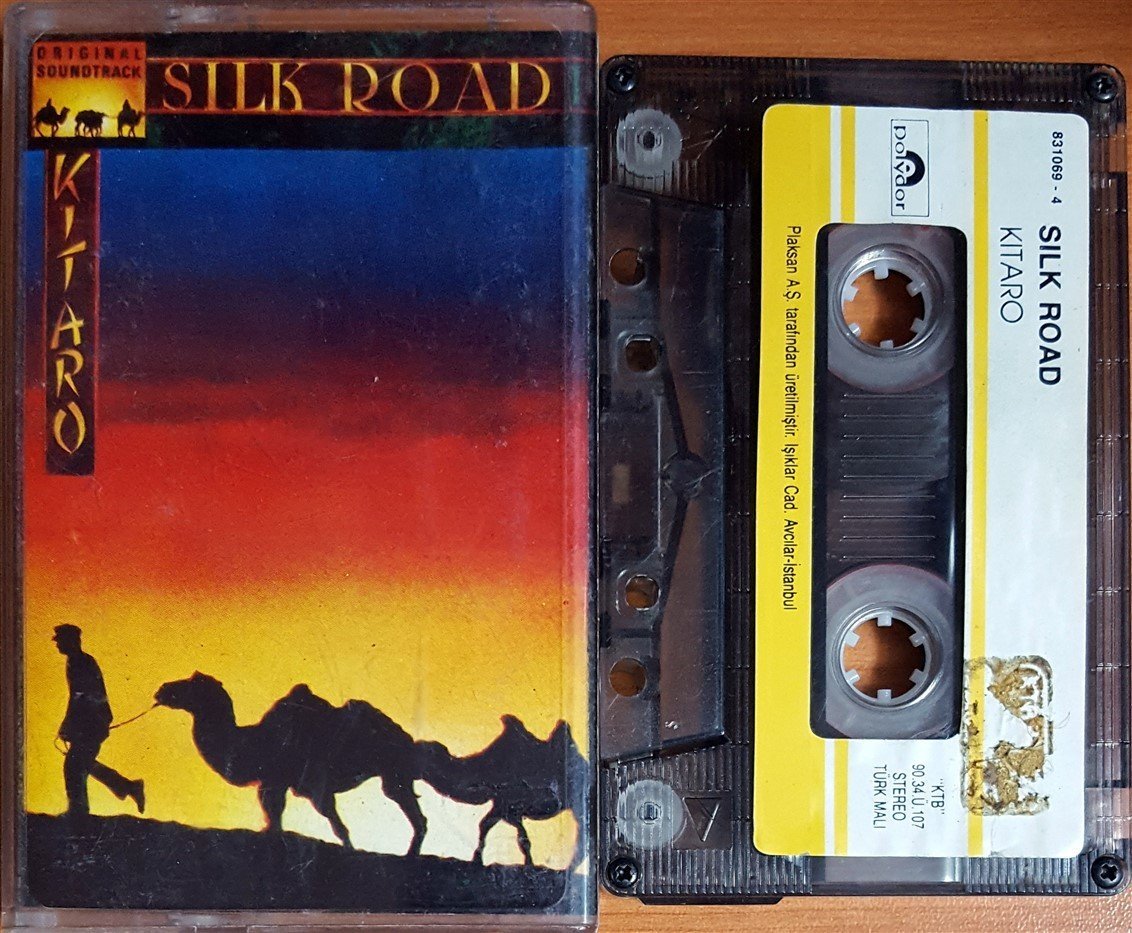 ORIGINAL
SOUNDTRACK
SILK ROAD
KITARO
831069 - 4
SILK ROAD
KITARO
polydor
Plaksan A.Ş. tarafından üretilmiştir. Işıklar Cad. Avcılar-İstanbul
"KTB"
90.34.Ü.107
STEREO
TÜRK MALI
A